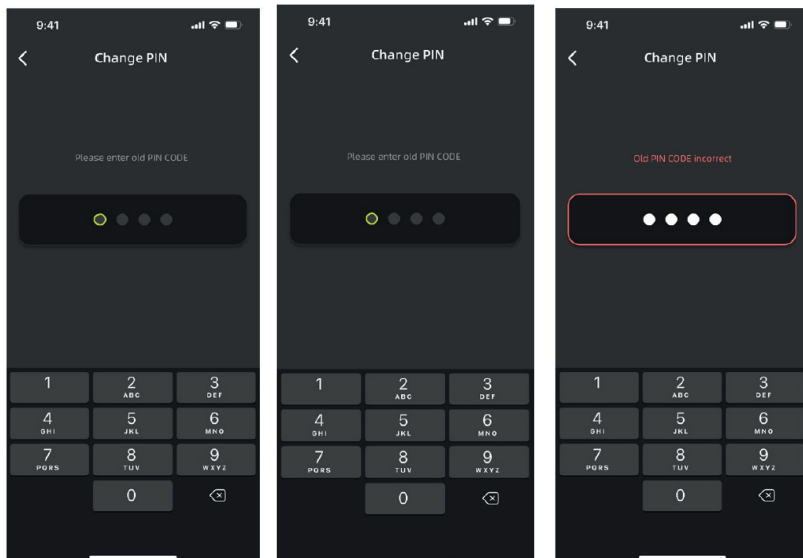 9:41
Change PIN
Please enter old PIN CODE
1
2
ABC
3
DEF
4
GHI
5
JKL
6
MNO
7
PQRS
8
TUV
9
WXYZ
0
9:41
Change PIN
Please enter old PIN CODE
1
2
ABC
3
DEF
4
GHI
5
JKL
6
MNO
7
PQRS
8
TUV
9
WXYZ
0
9:41
Change PIN
Old PIN CODE incorrect
1
2
ABC
3
DEF
4
GHI
5
JKL
6
MNO
7
PQRS
8
TUV
9
WXYZ
0